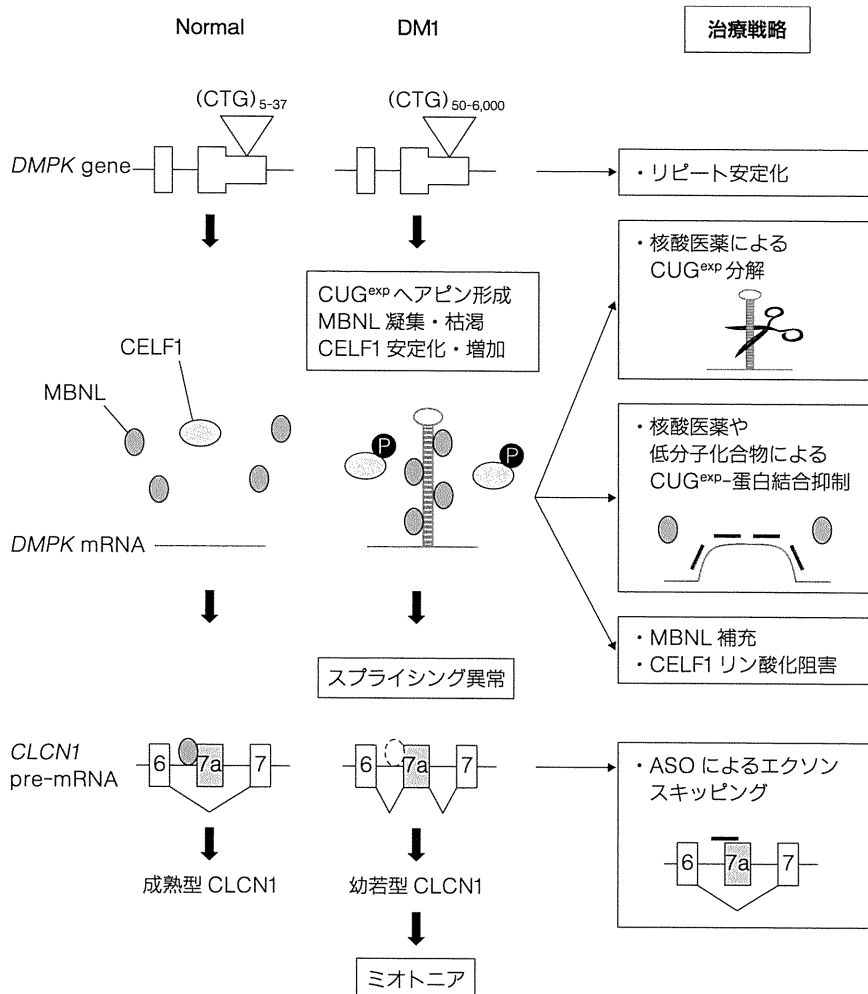 Normal
DM1
治療戦略
(CTG)5-37
(CTG)50-6,000
DMPK gene
・リピート安定化
CUGexp ヘアピン形成
MBNL 凝集・枯渇
CELF1 安定化・増加
・核酸医薬による
CUGexp 分解
CELF1
MBNL
P
P
・核酸医薬や
低分子化合物による
CUGexp-蛋白結合抑制
DMPK mRNA
・MBNL 補充
・CELF1 リン酸化阻害
スプライシング異常
CLCN1
pre-mRNA
6
7a
7
6
7a
7
・ASO によるエクソン
スキッピング
6
7a
7
成熟型 CLCN1
幼若型 CLCN1
ミオトニア